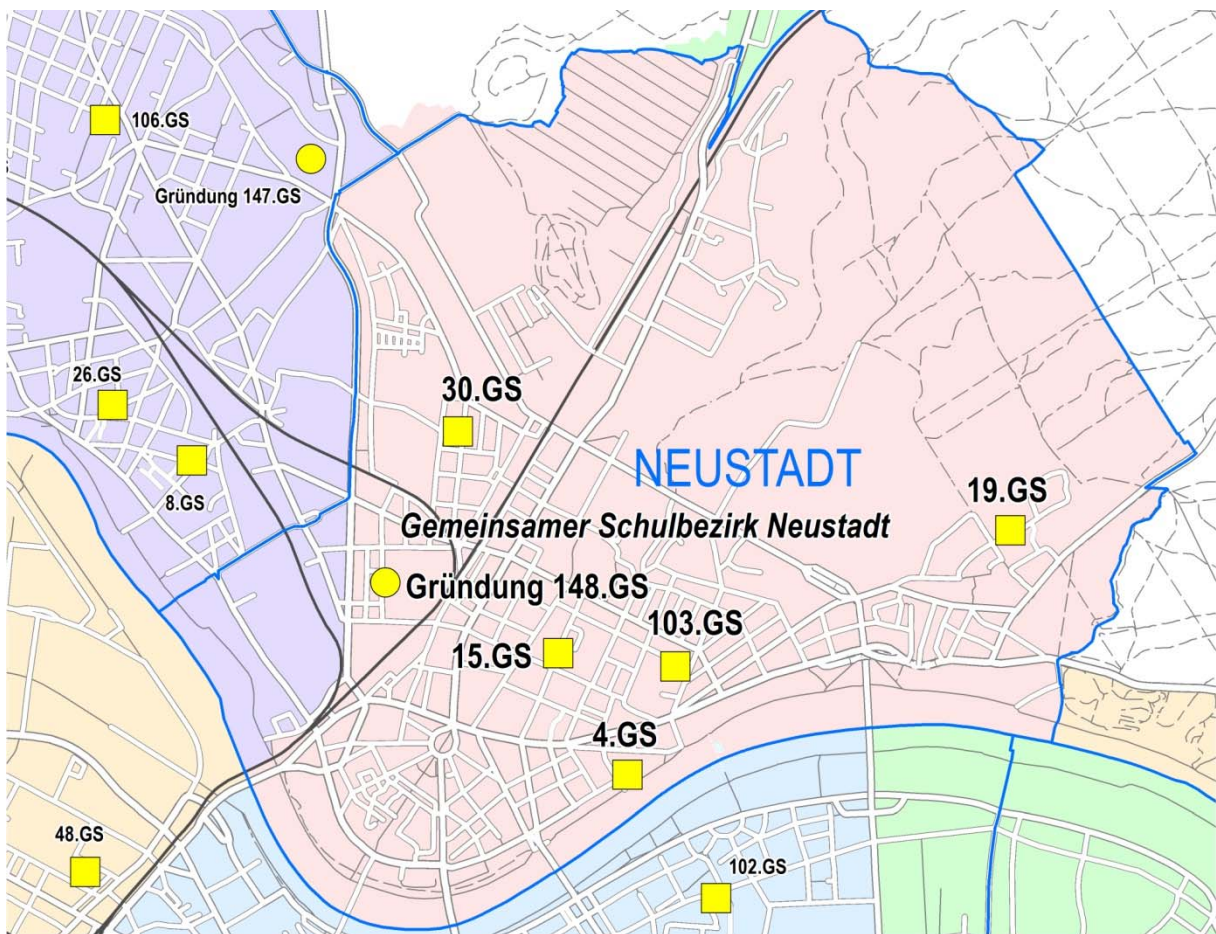 106.GS
Gründung 147.GS
26.GS
30.GS
8.GS
NEUSTADT
19.GS
Gemeinsamer Schulbezirk Neustadt
Gründung 148.GS
103.GS
15.GS
4.GS
48.GS
102.GS